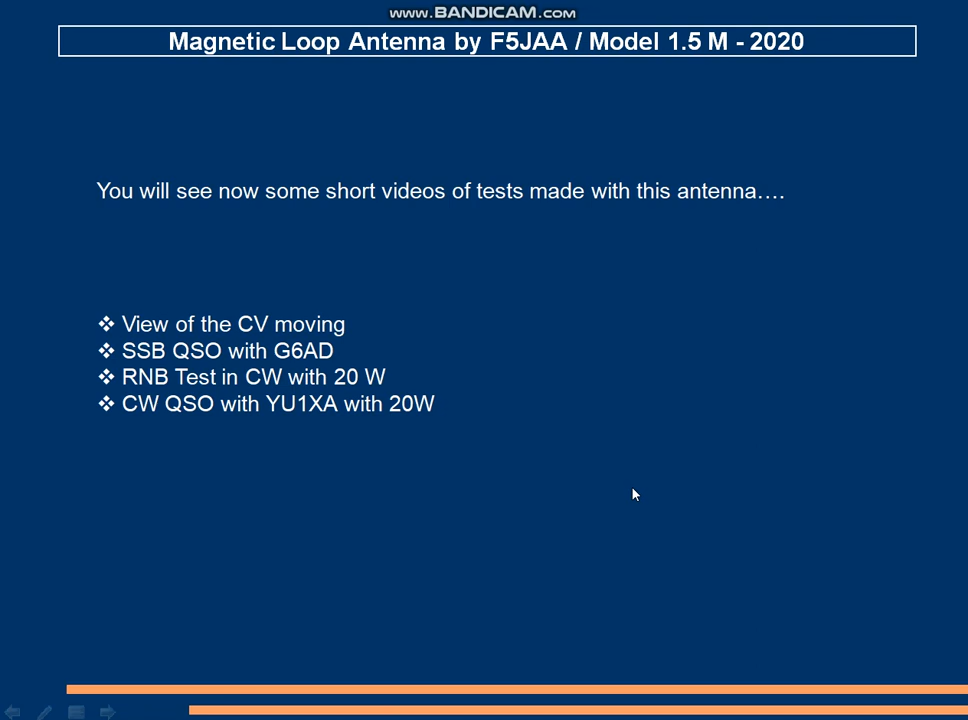 www.BANDICAM.com
Magnetic Loop Antenna by F5JAA / Model 1.5 M - 2020
You will see now some short videos of tests made with this antenna….
❖ View of the CV moving
❖ SSB QSO with G6AD
❖ RNB Test in CW with 20 W
❖ CW QSO with YU1XA with 20W